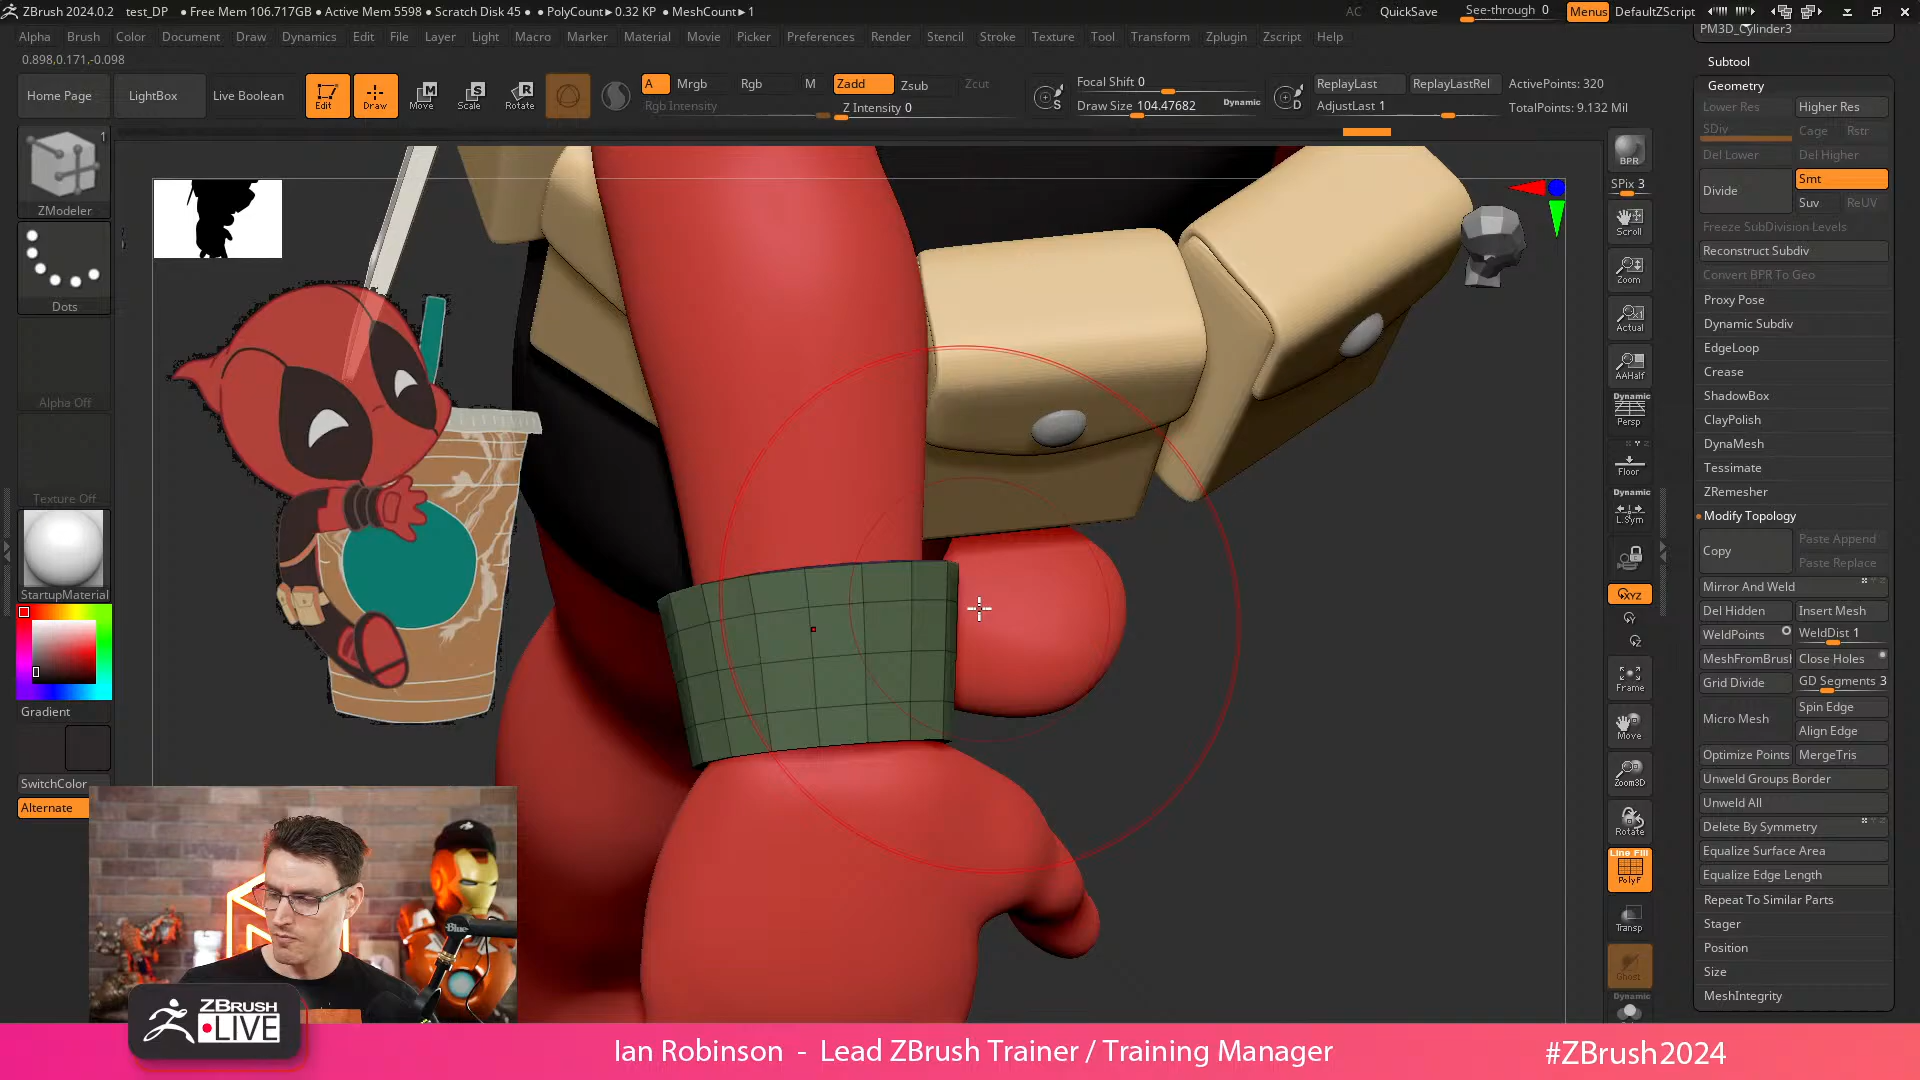 ZBrush 2024.0.2 test_DP ● Free Mem 106.717GB ● Active Mem 5598 ● Scratch Disk 45 ● ● PolyCount► 0.32 KP ● MeshCount►1
AC QuickSave See-through 0 Menus DefaultZScript
Alpha Brush Color Document Draw Dynamics Edit File Layer Light Macro Marker Material Movie Picker Preferences Render Stencil Stroke Texture Tool Transform Zplugin Zscript Help
PM3D_Cylinder3
0.898,0.171,-0.098
Home Page LightBox Live Boolean
Edit Draw Move Scale Rotate
A Mrgb Rgb M Zadd Zsub Zcut
Rgb Intensity Z Intensity 0
Focal Shift 0
Draw Size 104.47682 Dynamic
ReplayLast ReplayLastRel ActivePoints: 320
AdjustLast 1 TotalPoints: 9.132 Mil
1
ZModeler
Dots
Alpha Off
Texture Off
StartupMaterial
Gradient
SwitchColor
Alternate
BPR
SPix 3
Scroll
Zoom
Actual
AAHalf
Dynamic
Persp
Floor
Dynamic
L.Sym
XYZ
Frame
Move
Zoom3D
Rotate
Line Fill
PolyF
Transp
Ghost
Dynamic
Subtool
Geometry
Lower Res Higher Res
SDiv Cage Rstr
Del Lower Del Higher
Divide Smt
Suv ReUV
Freeze SubDivision Levels
Reconstruct Subdiv
Convert BPR To Geo
Proxy Pose
Dynamic Subdiv
EdgeLoop
Crease
ShadowBox
ClayPolish
DynaMesh
Tessimate
ZRemesher
Modify Topology
Copy Paste Append
Paste Replace
Mirror And Weld
Del Hidden Insert Mesh
WeldPoints WeldDist 1
MeshFromBrush Close Holes
Grid Divide GD Segments 3
Micro Mesh Spin Edge
Align Edge
Optimize Points MergeTris
Unweld Groups Border
Unweld All
Delete By Symmetry
Equalize Surface Area
Equalize Edge Length
Repeat To Similar Parts
Stager
Position
Size
MeshIntegrity
Blue
ZBRUSH
LIVE
Ian Robinson - Lead ZBrush Trainer / Training Manager
#ZBrush2024